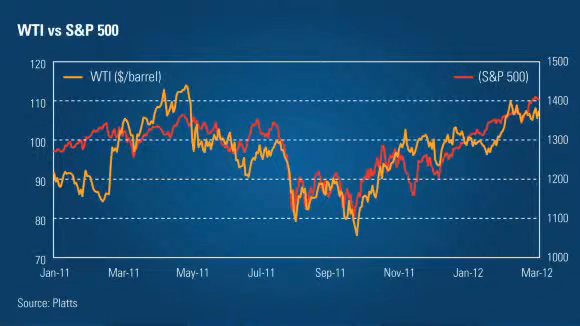 WTI vs S&P 500
120 1500
WTI ($/barrel) (S&P 500)
110 1400
100 1300
90 1200
80 1100
70 1000
Jan-11 Mar-11 May-11 Jul-11 Sep-11 Nov-11 Jan-12 Mar-12
Source: Platts